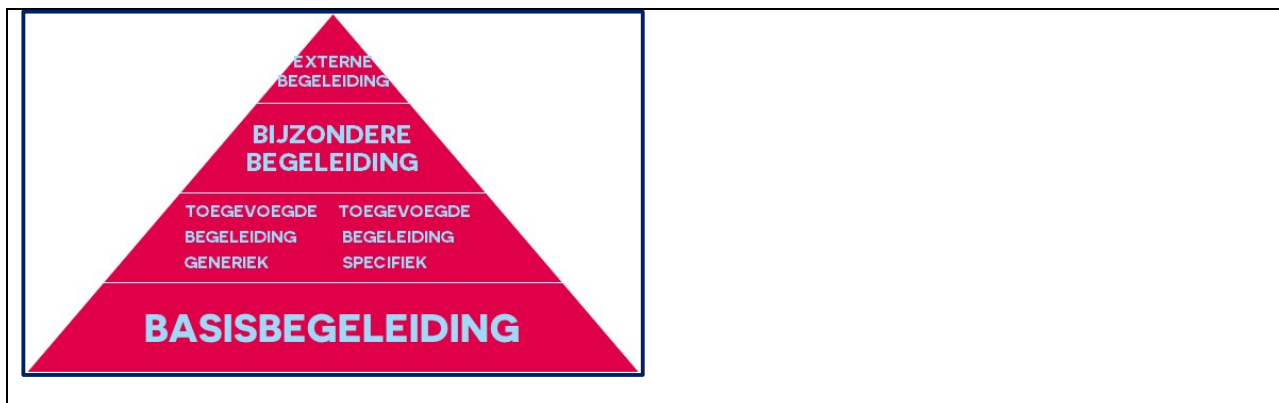 EXTERNE
BEGELEIDING
BIJZONDERE
BEGELEIDING
TOEGEVOEGDE
BEGELEIDING
GENERIEK
TOEGEVOEGDE
BEGELEIDING
SPECIFIEK
BASISBEGELEIDING